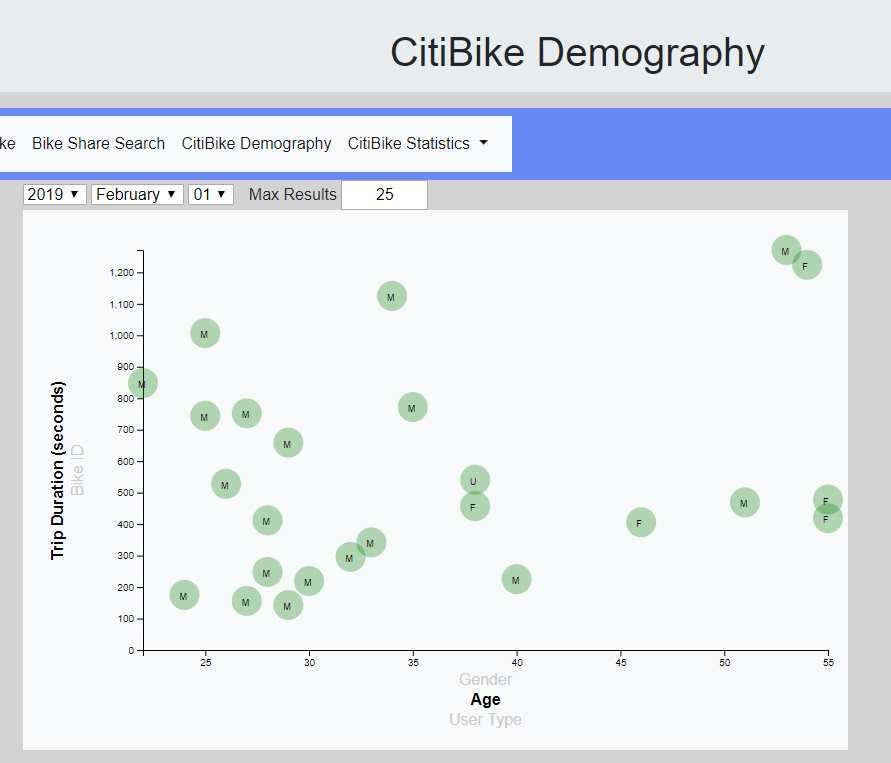 CitiBike Demography
ke Bike Share Search CitiBike Demography CitiBike Statistics
2019 February 01 Max Results 25
M
F
1,200
M
1,100
M
1,000
900
M
800
M
M
M
700
M
600
M
U
500
F
M
F
F
400
M
F
M
300
M
M
M
M
200
M
M
M
100
0
25 30 35 40 45 50 55
Trip Duration (seconds)
Bike ID
Gender
Age
User Type